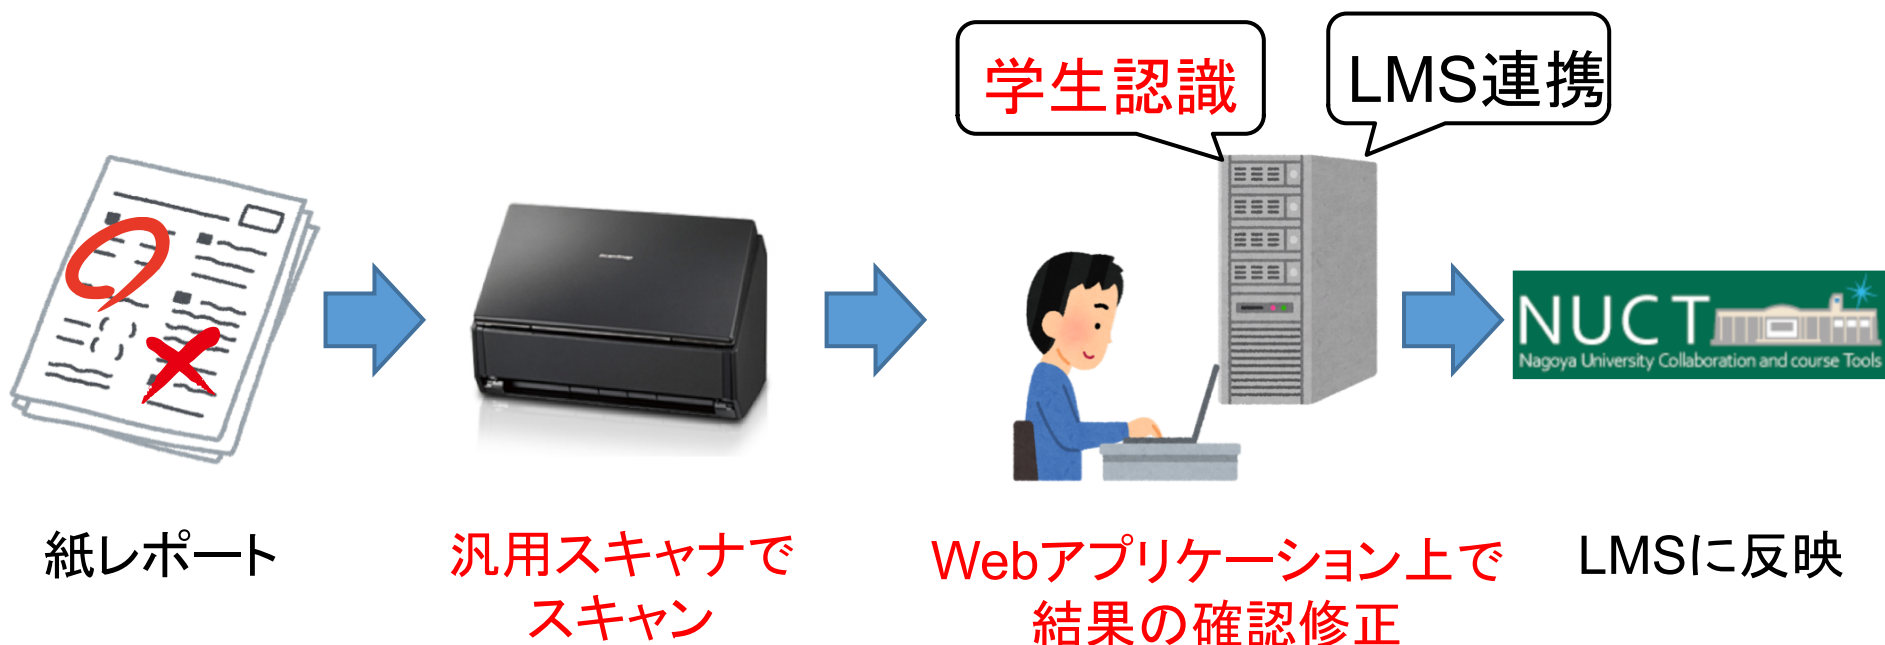 学生認識
LMS連携
NUCT
Nagoya University Collaboration and course Tools
紙レポート
汎用スキャナで
スキャン
Webアプリケーション上で
結果の確認修正
LMSに反映